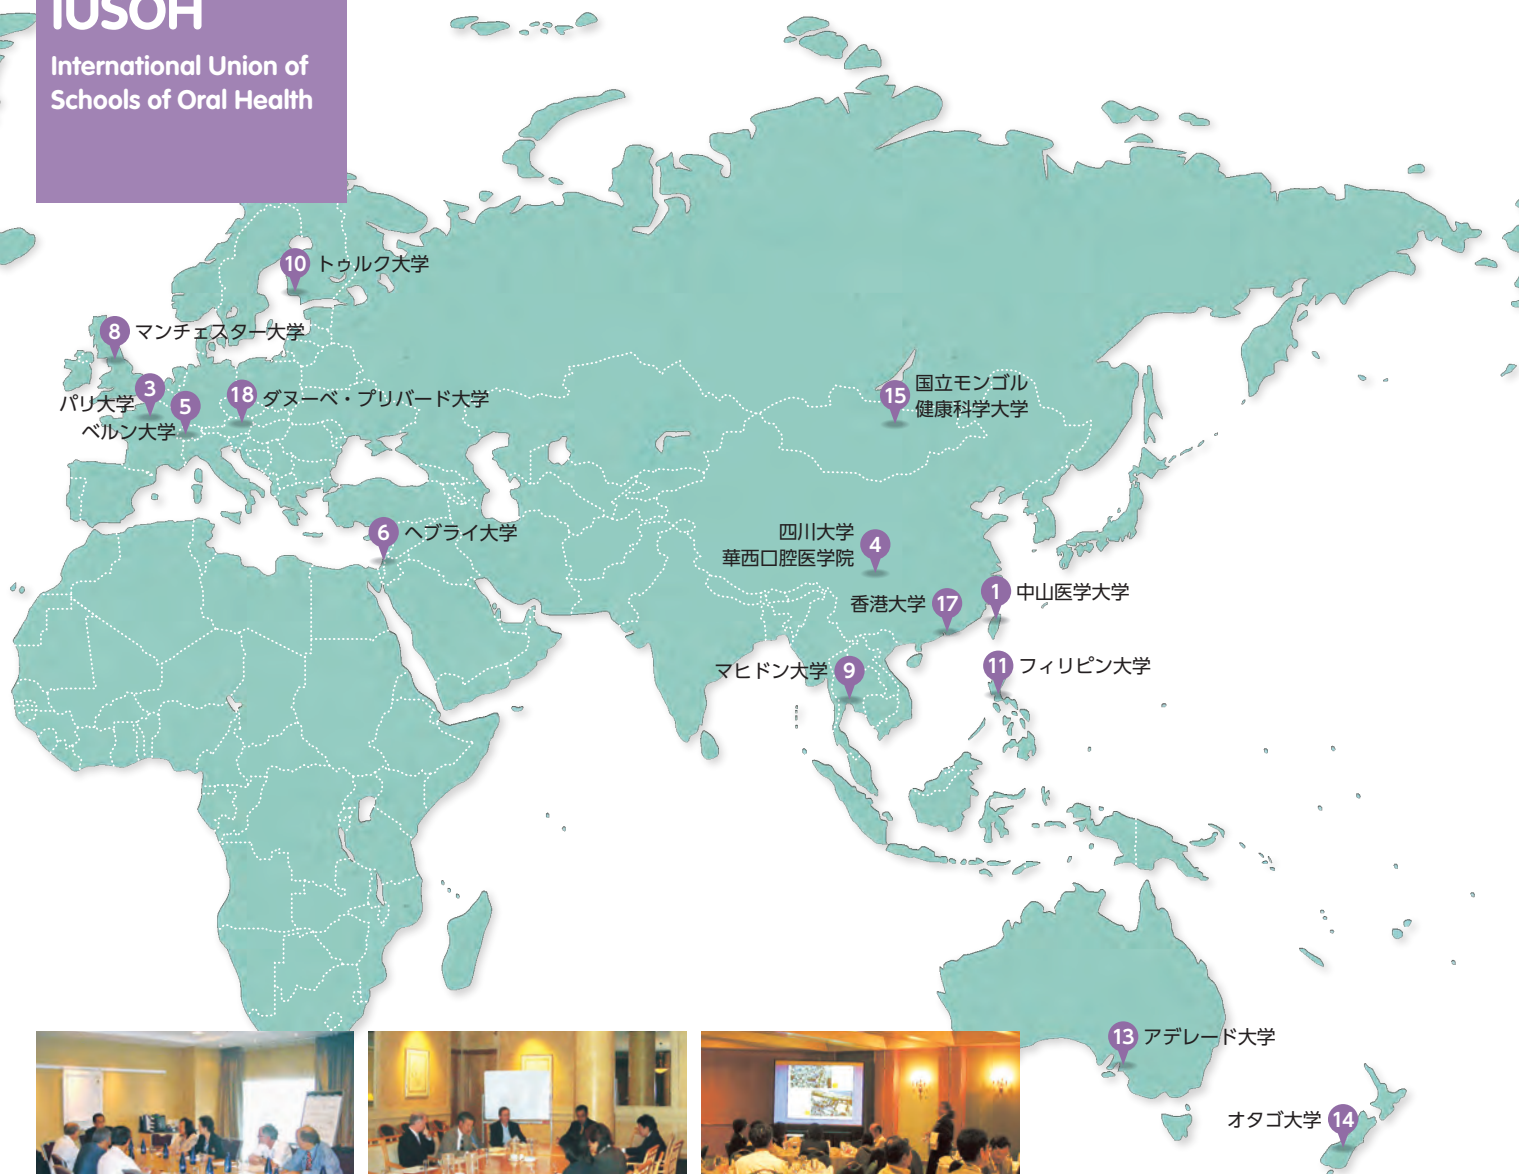 IUSOH
International Union of
Schools of Oral Health
10 トゥルク大学
8 マンチェスター大学
3
パリ大学
5
ベルン大学
18 ダヌーベ・プリバード大学
15 国立モンゴル
健康科学大学
6 ヘブライ大学
四川大学
華西口腔医学院
4
香港大学 17
1 中山医学大学
マヒドン大学 9
11 フィリピン大学
13 アデレード大学
オタゴ大学 14